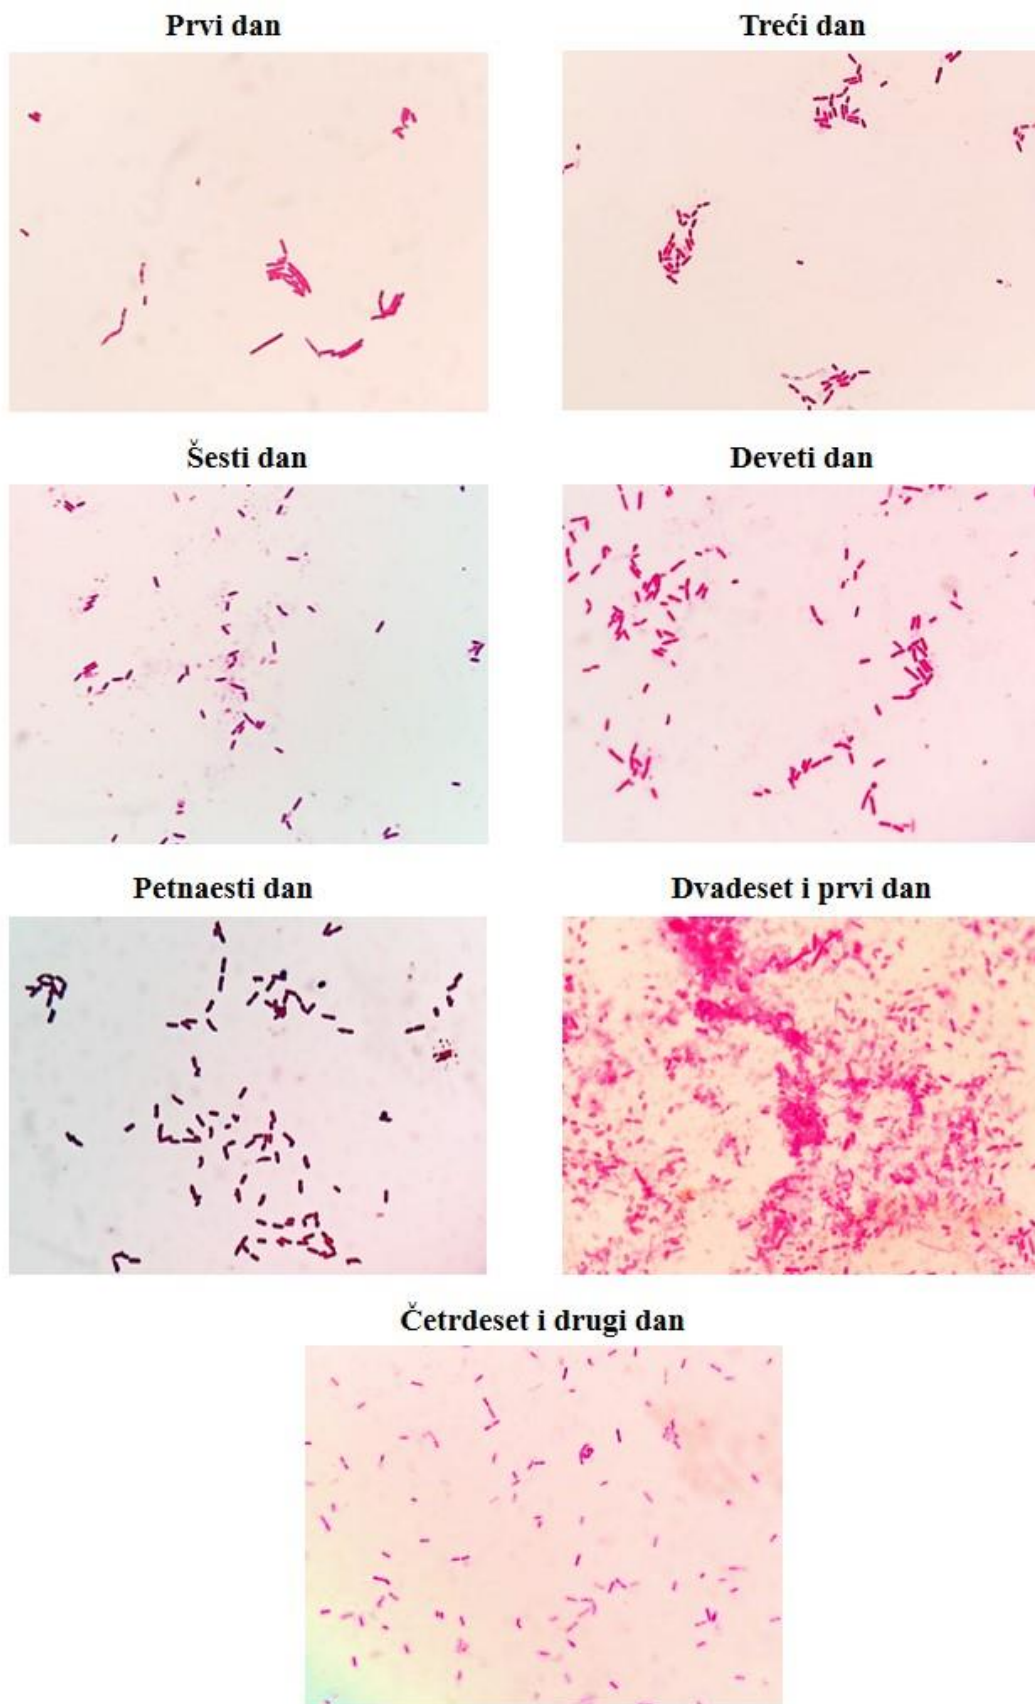 Prvi dan
Treći dan
Šesti dan
Deveti dan
Petnaesti dan
Dvadeset i prvi dan
Četrdeset i drugi dan